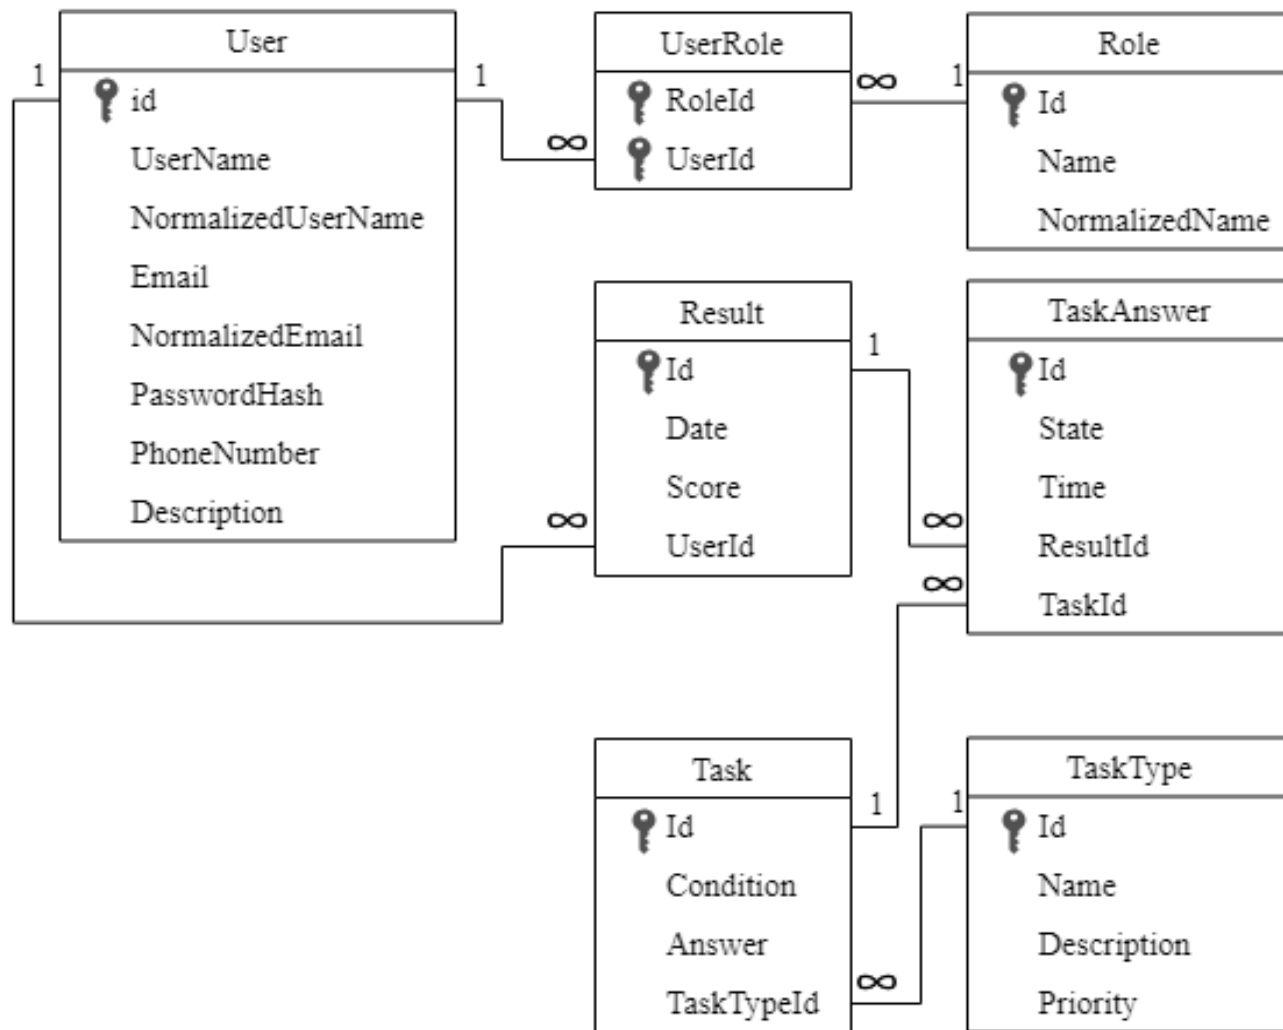 User
1
1
id
UserName
NormalizedUserName
Email
NormalizedEmail
PasswordHash
PhoneNumber
Description
UserRole
∞
RoleId
∞
UserId
Role
1
Id
Name
NormalizedName
Result
1
Id
Date
Score
∞
UserId
TaskAnswer
Id
State
Time
∞
ResultId
∞
TaskId
Task
1
Id
Condition
Answer
∞
TaskTypeId
TaskType
1
Id
Name
Description
Priority